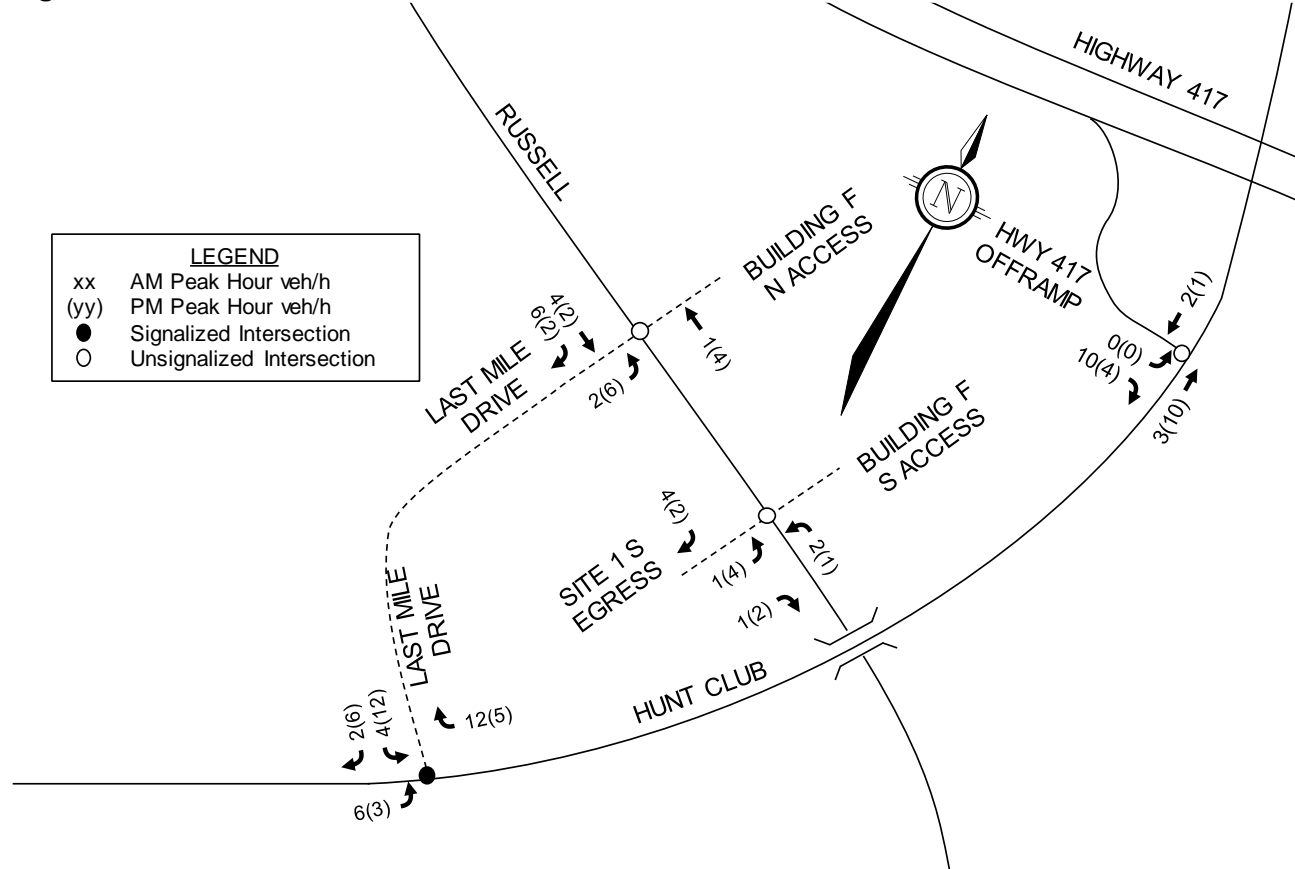 HIGHWAY 417
RUSSELL
BUILDING F
N ACCESS
N
HWY 417
OFFRAMP
LEGEND
xx AM Peak Hour veh/h
(yy) PM Peak Hour veh/h
Signalized Intersection
Unsignalized Intersection
2(1)
4(2)
6(2)
1(4)
0(0)
10(4)
LAST MILE
DRIVE
2(6)
3(10)
BUILDING F
S ACCESS
4(2)
2(1)
SITE 1 S
EGRESS
1(4)
1(2)
LAST MILE
DRIVE
HUNT CLUB
2(6)
4(12)
12(5)
6(3)